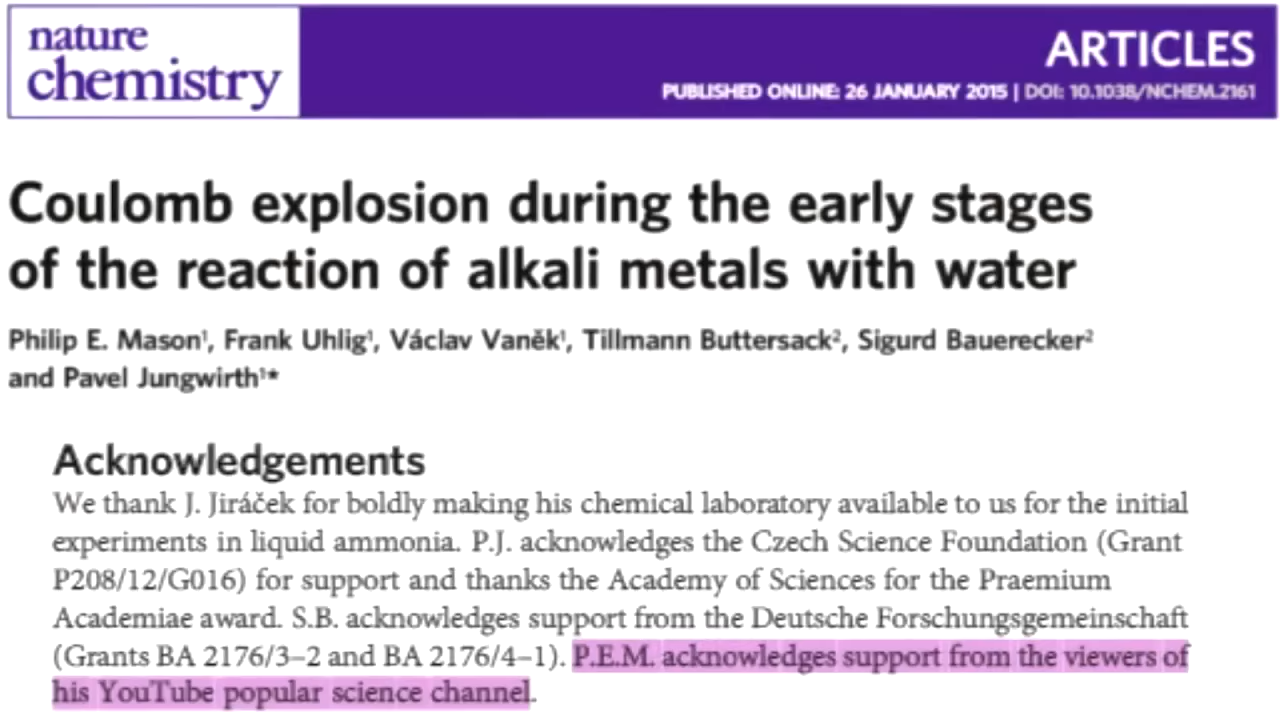 nature
chemistry
ARTICLES
PUBLISHED ONLINE: 26 JANUARY 2015 | DOI: 10.1038/NCHEM.2161
Coulomb explosion during the early stages
of the reaction of alkali metals with water
Philip E. Mason¹, Frank Uhlig¹, Václav Vaněk¹, Tillmann Buttersack², Sigurd Bauerecker²
and Pavel Jungwirth¹*
Acknowledgements
We thank J. Jiráček for boldly making his chemical laboratory available to us for the initial
experiments in liquid ammonia. P.J. acknowledges the Czech Science Foundation (Grant
P208/12/G016) for support and thanks the Academy of Sciences for the Praemium
Academiae award. S.B. acknowledges support from the Deutsche Forschungsgemeinschaft
(Grants BA 2176/3–2 and BA 2176/4–1). P.E.M. acknowledges support from the viewers of
his YouTube popular science channel.